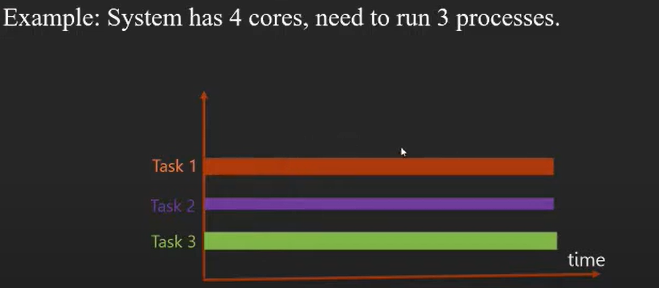 Example: System has 4 cores, need to run 3 processes.
Task 1
Task 2
Task 3
time